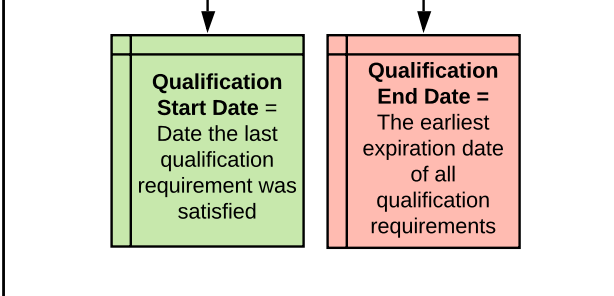 Qualification
Start Date =
Date the last
qualification
requirement was
satisfied
Qualification
End Date =
The earliest
expiration date
of all
qualification
requirements